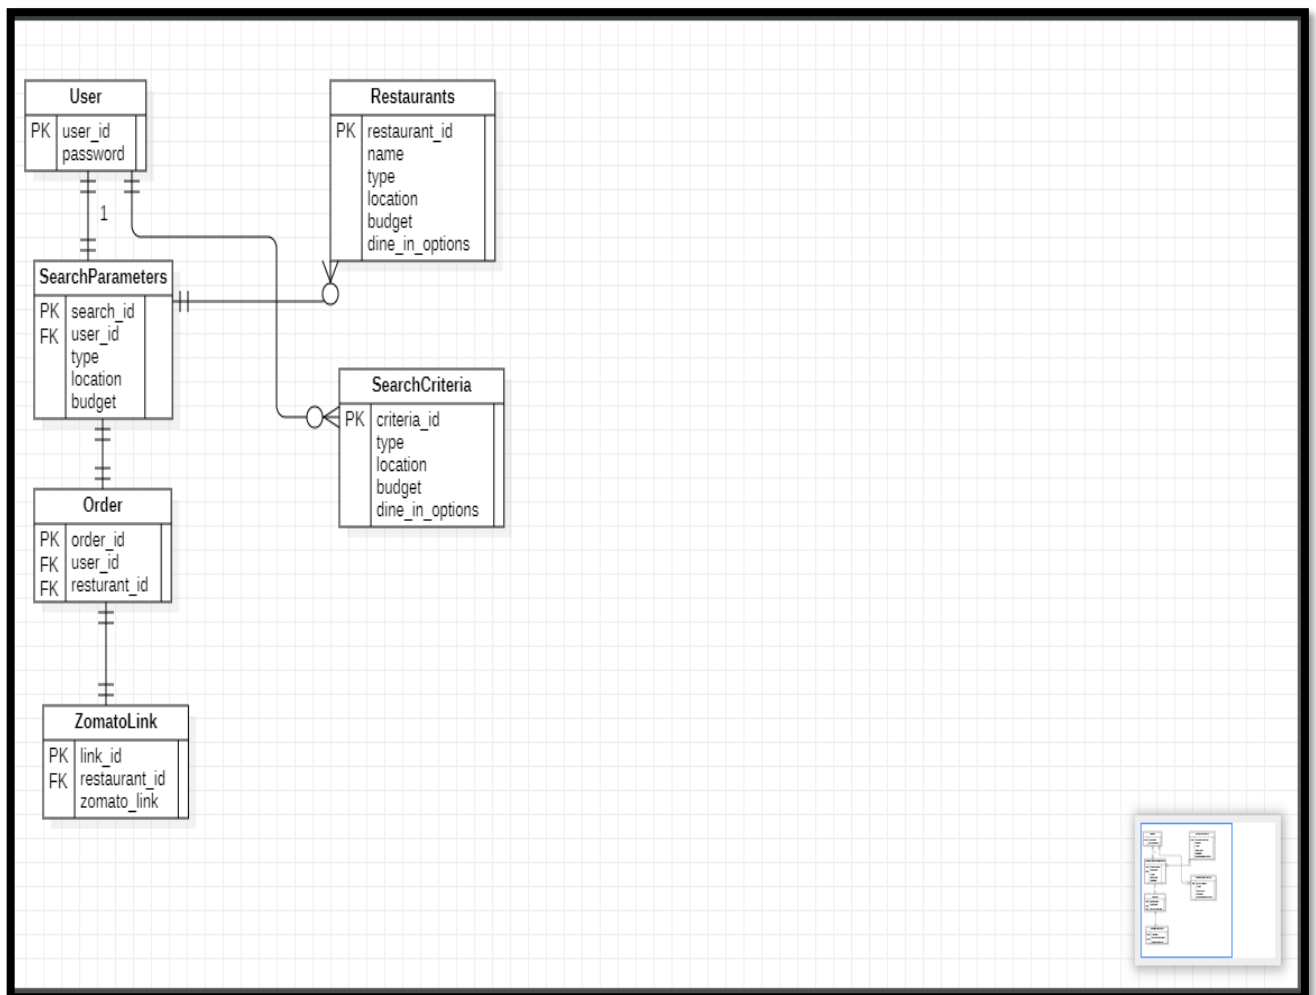 User
PK user_id
password
1
Restaurants
PK restaurant_id
name
type
location
budget
dine_in_options
SearchParameters
PK search_id
FK user_id
type
location
budget
SearchCriteria
PK criteria_id
type
location
budget
dine_in_options
Order
PK order_id
FK user_id
FK resturant_id
ZomatoLink
PK link_id
FK restaurant_id
zomato_link